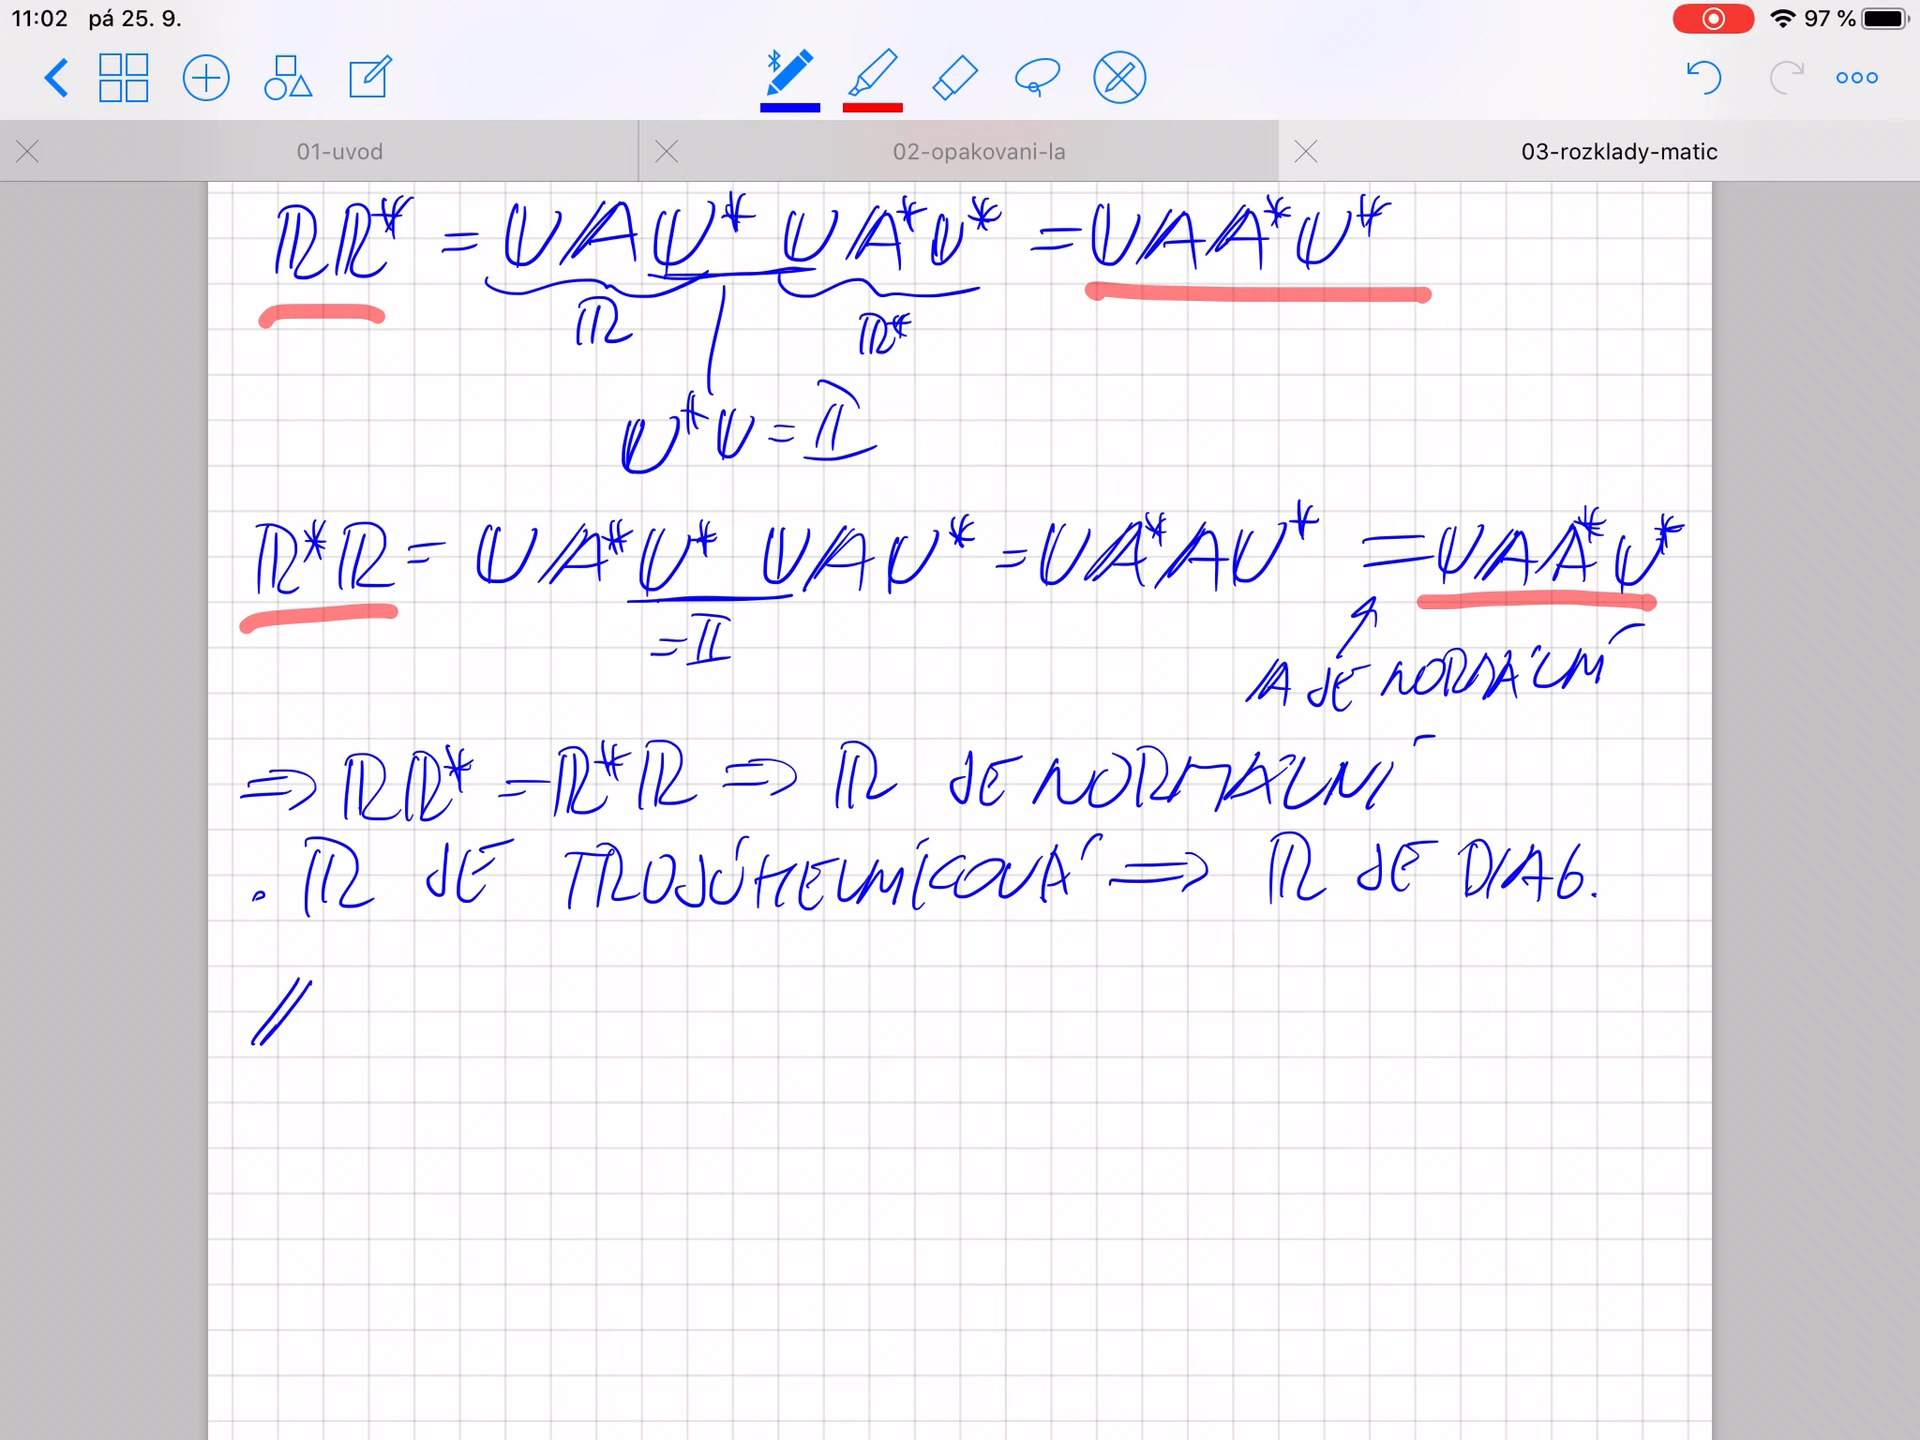 11:02 pá 25. 9. 97 %
01-uvod 02-opakovani-la 03-rozklady-matic
ℝℝ* = 𝕌𝔸𝕌* 𝕌𝔸*𝕌* = 𝕌𝔸𝔸*𝕌*
ℝ ℝ*
𝕌*𝕌 = 𝕀
ℝ*ℝ = 𝕌𝔸*𝕌* 𝕌𝔸𝕌* = 𝕌𝔸*𝔸𝕌* = 𝕌𝔸𝔸*𝕌*
= 𝕀
𝔸 JE NORMÁLNÍ
⇒ ℝℝ* = ℝ*ℝ ⇒ ℝ JE NORMÁLNÍ
. ℝ JE TROJÚHELNÍKOVÁ ⇒ ℝ JE DIAG.
//